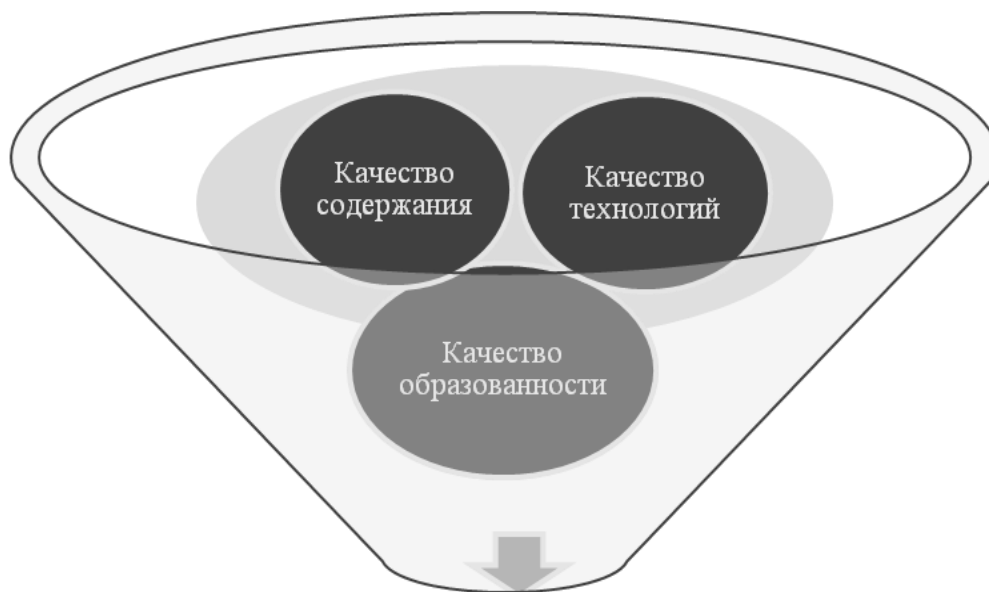 Качество
содержания
Качество
технологий
Качество
образованности